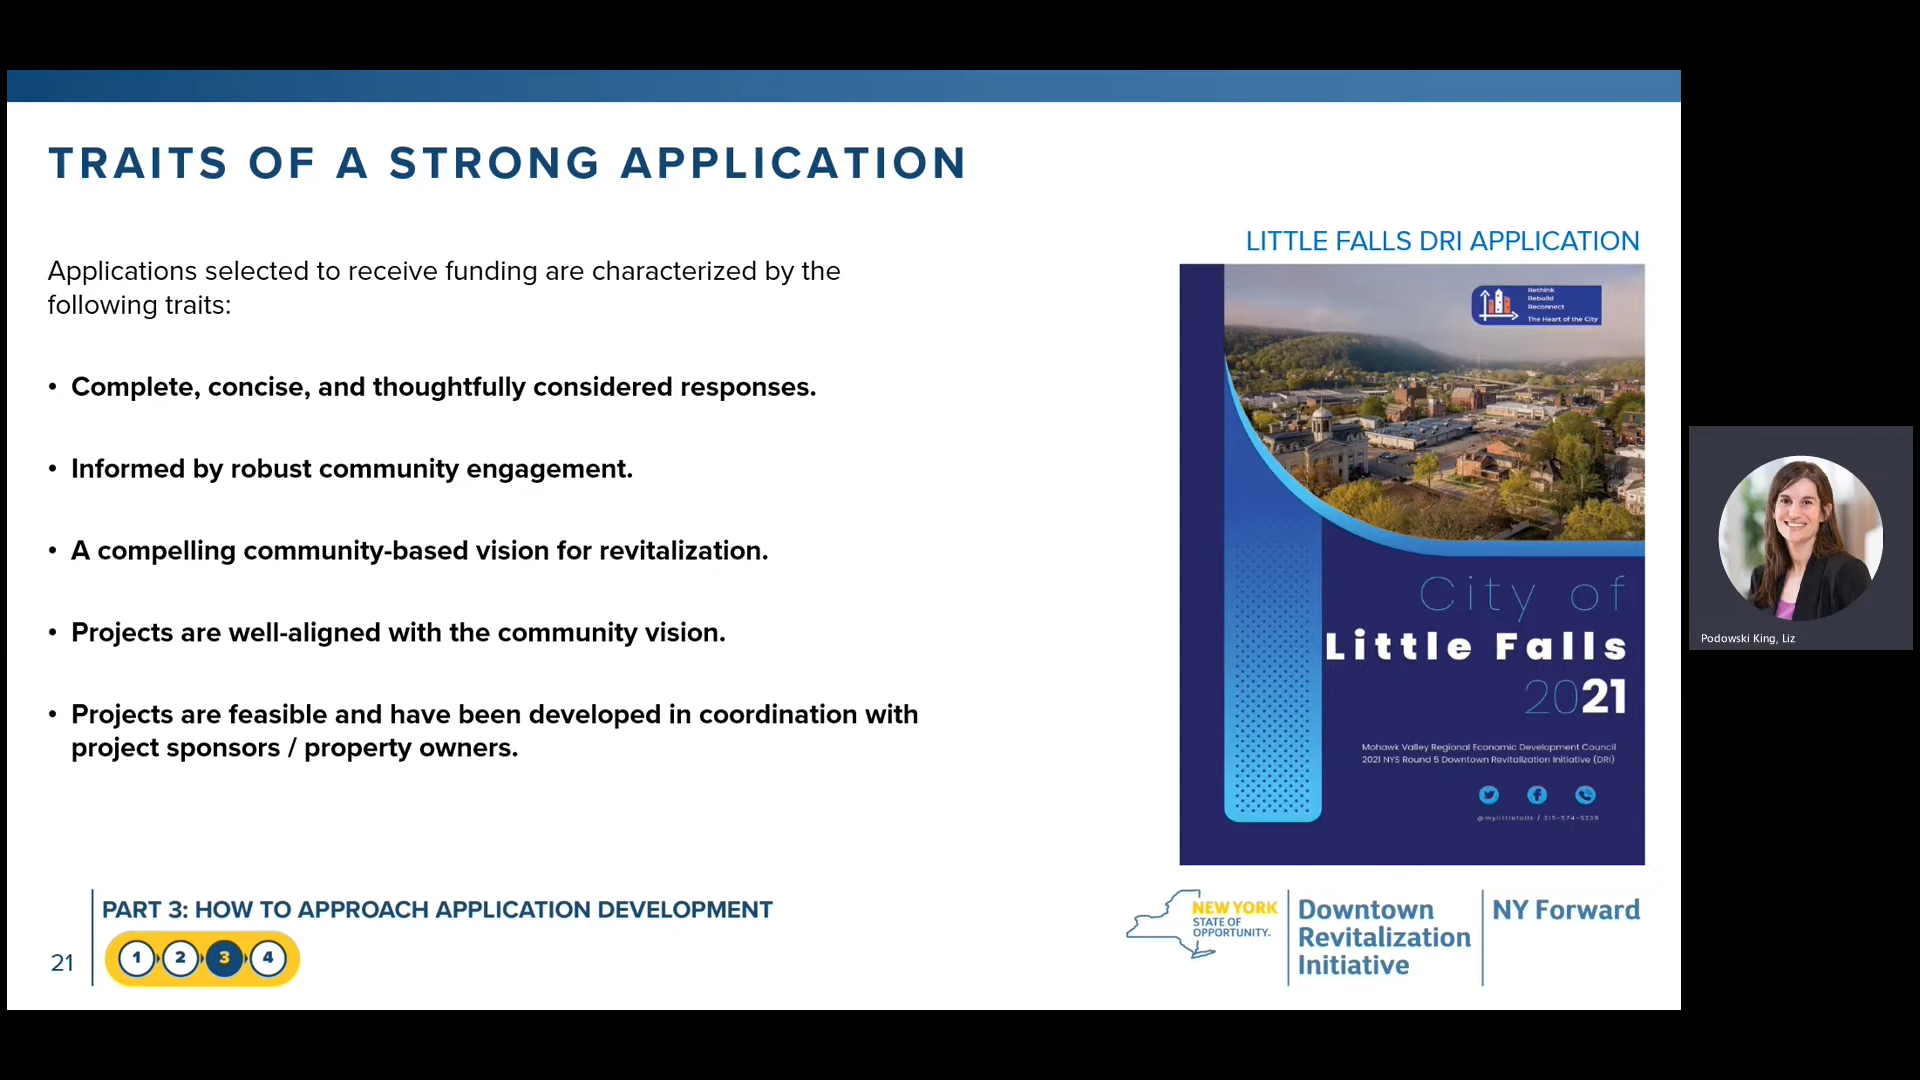 TRAITS OF A STRONG APPLICATION
Applications selected to receive funding are characterized by the
following traits:
• Complete, concise, and thoughtfully considered responses.
• Informed by robust community engagement.
• A compelling community-based vision for revitalization.
• Projects are well-aligned with the community vision.
• Projects are feasible and have been developed in coordination with
project sponsors / property owners.
LITTLE FALLS DRI APPLICATION
Rethink
Rebuild
Reconnect
The Heart of the City
City of
Little Falls
2021
Mohawk Valley Regional Economic Development Council
2021 NYS Round 5 Downtown Revitalization Initiative (DRI)
@mylittlefalls / 315-574-5238
Podowski King, Liz
21
PART 3: HOW TO APPROACH APPLICATION DEVELOPMENT
1 2 3 4
NEW YORK
STATE OF
OPPORTUNITY.
Downtown
Revitalization
Initiative
NY Forward